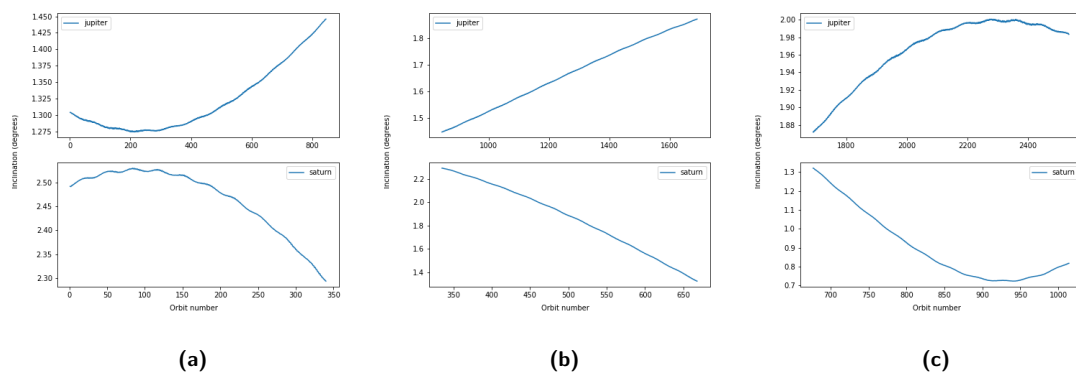 1.450
1.425
1.400
1.375
1.350
1.325
1.300
1.275
jupiter
0 200 400 600 800
Inclination (degrees)
2.50
2.45
2.40
2.35
2.30
saturn
0 50 100 150 200 250 300 350
Orbit number
(a)
1.8
1.7
1.6
1.5
jupiter
1000 1200 1400 1600
Inclination (degrees)
2.2
2.0
1.8
1.6
1.4
saturn
350 400 450 500 550 600 650
Orbit number
(b)
2.00
1.98
1.96
1.94
1.92
1.90
1.88
jupiter
1800 2000 2200 2400
Inclination (degrees)
1.3
1.2
1.1
1.0
0.9
0.8
0.7
saturn
700 750 800 850 900 950 1000
Orbit number
(c)